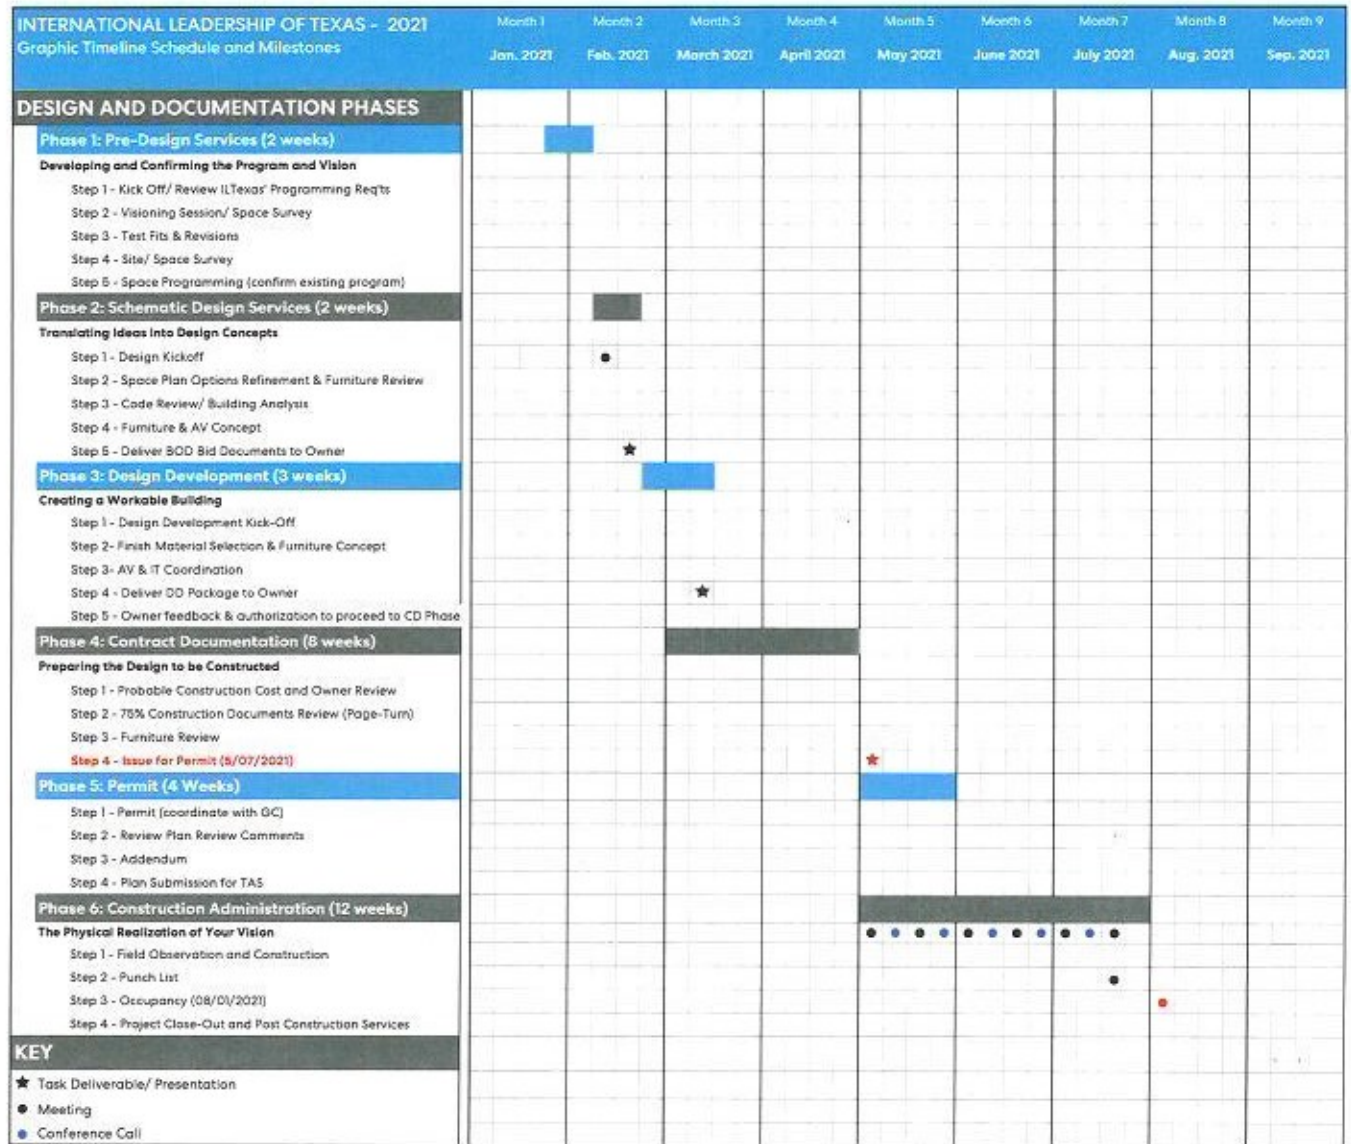 INTERNATIONAL LEADERSHIP OF TEXAS - 2021
Graphic Timeline Schedule and Milestones
Month 1 Month 2 Month 3 Month 4 Month 5 Month 6 Month 7 Month 8 Month 9
Jan. 2021 Feb. 2021 March 2021 April 2021 May 2021 June 2021 July 2021 Aug. 2021 Sep. 2021
DESIGN AND DOCUMENTATION PHASES
Phase 1: Pre-Design Services (2 weeks)
Developing and Confirming the Program and Vision
Step 1 - Kick Off/ Review ILTexas' Programming Req'ts
Step 2 - Visioning Session/ Space Survey
Step 3 - Test Fits & Revisions
Step 4 - Site/ Space Survey
Step 5 - Space Programming (confirm existing program)
Phase 2: Schematic Design Services (2 weeks)
Translating Ideas into Design Concepts
Step 1 - Design Kickoff
Step 2 - Space Plan Options Refinement & Furniture Review
Step 3 - Code Review/ Building Analysis
Step 4 - Furniture & AV Concept
Step 5 - Deliver BOD Bid Documents to Owner
Phase 3: Design Development (3 weeks)
Creating a Workable Building
Step 1 - Design Development Kick-Off
Step 2- Finish Material Selection & Furniture Concept
Step 3- AV & IT Coordination
Step 4 - Deliver DD Package to Owner
Step 5 - Owner feedback & authorization to proceed to CD Phase
Phase 4: Contract Documentation (8 weeks)
Preparing the Design to be Constructed
Step 1 - Probable Construction Cost and Owner Review
Step 2 - 75% Construction Documents Review (Page-Turn)
Step 3 - Furniture Review
Step 4 - Issue for Permit (5/07/2021)
Phase 5: Permit (4 Weeks)
Step 1 - Permit (coordinate with GC)
Step 2 - Review Plan Review Comments
Step 3 - Addendum
Step 4 - Plan Submission for TAS
Phase 6: Construction Administration (12 weeks)
The Physical Realization of Your Vision
Step 1 - Field Observation and Construction
Step 2 - Punch List
Step 3 - Occupancy (08/01/2021)
Step 4 - Project Close-Out and Post Construction Services
KEY
Task Deliverable/ Presentation
Meeting
Conference Call